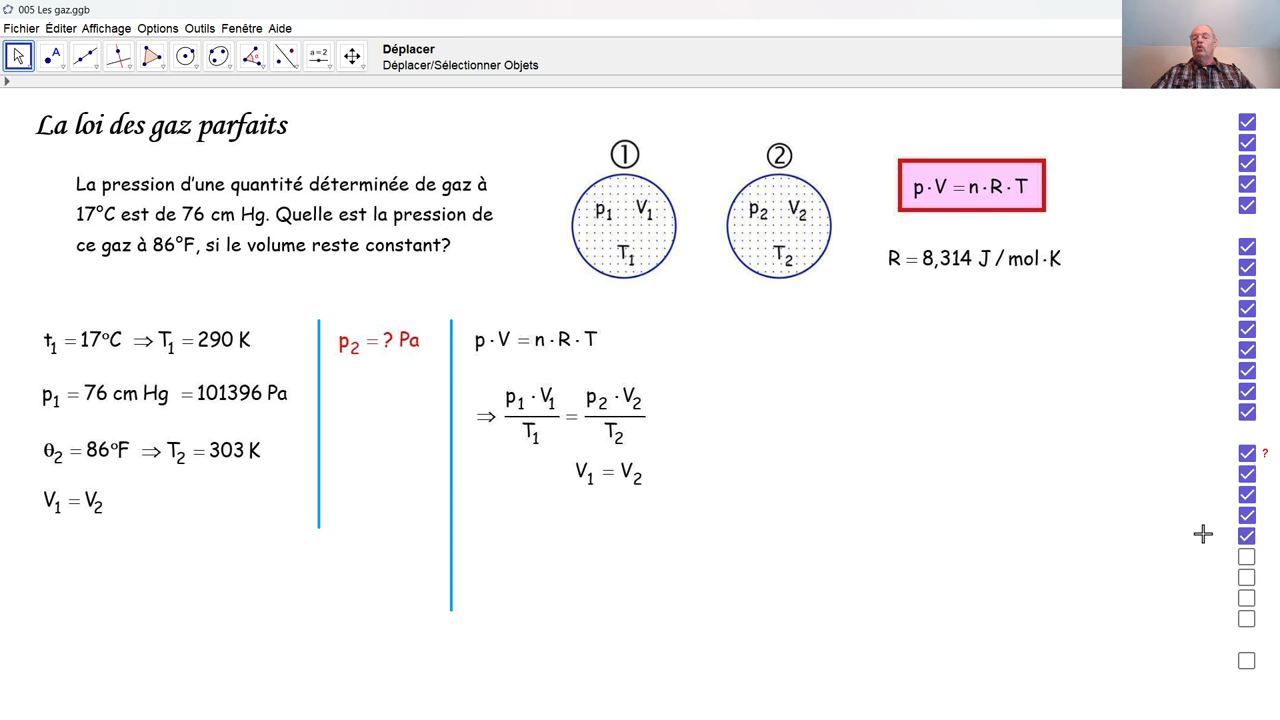 005 Les gaz.ggb
Fichier Éditer Affichage Options Outils Fenêtre Aide
A
a=2
Déplacer
Déplacer/Sélectionner Objets
La loi des gaz parfaits
La pression d'une quantité déterminée de gaz à
17°C est de 76 cm Hg. Quelle est la pression de
ce gaz à 86°F, si le volume reste constant?
① ②
p₁ V₁
T₁
p₂ V₂
T₂
p·V = n·R·T
R = 8,314 J / mol·K
t₁ = 17°C ⇒ T₁ = 290 K
p₁ = 76 cm Hg = 101396 Pa
θ₂ = 86°F ⇒ T₂ = 303 K
V₁ = V₂
p₂ = ? Pa
p · V = n · R · T
⇒ p₁ · V₁ / T₁ = p₂ · V₂ / T₂
V₁ = V₂
?